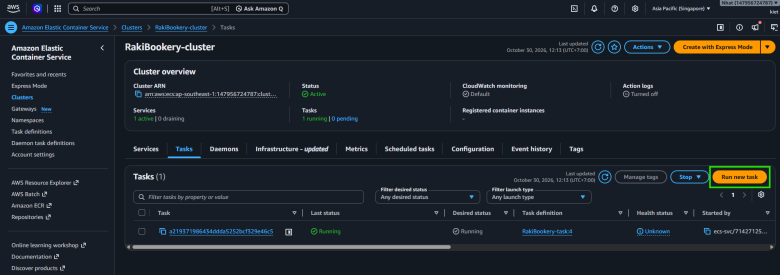 aws
Search
[Alt+S]
Ask Amazon Q
Asia Pacific (Singapore)
Amazon Elastic Container Service
Clusters
RakiBookery-cluster
Tasks
Amazon Elastic
Container Service
Favorites and recents
Express Mode
Clusters
Gateways New
Namespaces
Task definitions
Daemon task definitions
Account settings
AWS Resource Explorer
AWS Batch
Amazon ECR
Repositories
Online learning workshop
Documentation
Discover products
RakiBookery-cluster
Last updated
October 30, 2026, 12:13 (UTC+7:00)
Actions
Create with Express Mode
Cluster overview
Cluster ARN
arn:aws:ecs:ap-southeast-1:147956724787:clust...
Status
Active
CloudWatch monitoring
Default
Action logs
Turned off
Services
1 active | 0 draining
Tasks
1 running | 0 pending
Registered container instances
-
Services
Tasks
Daemons
Infrastructure - updated
Metrics
Scheduled tasks
Configuration
Event history
Tags
Tasks (1)
Last updated
October 30, 2026, 12:13 (UTC+7:00)
Manage tags
Stop
Run new task
Filter tasks by property or value
Filter desired status
Any desired status
Filter launch type
Any launch type
1
Task
Last status
Desired status
Task definition
Health status
Started by
Running
Running
RakiBookery-task:4
Unknown